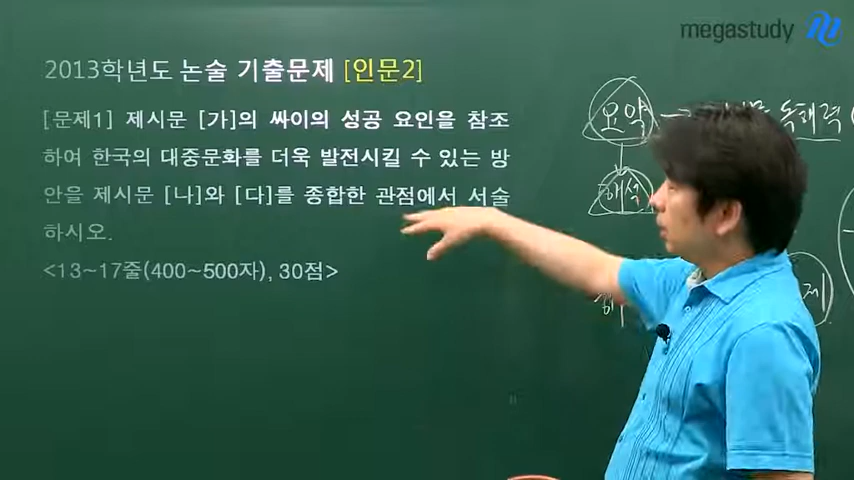 megastudy
2013학년도 논술 기출문제 [인문2]
[문제1] 제시문 [가]의 싸이의 성공 요인을 참조
하여 한국의 대중문화를 더욱 발전시킬 수 있는 방
안을 제시문 [나]와 [다]를 종합한 관점에서 서술
하시오.
<13~17줄(400~500자), 30점>
요약 → 독해력
해석
제